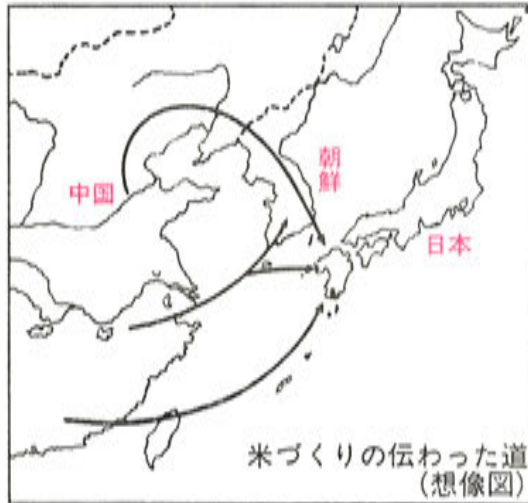 中国
朝
鮮
日本
米づくりの伝わった道
(想像図)